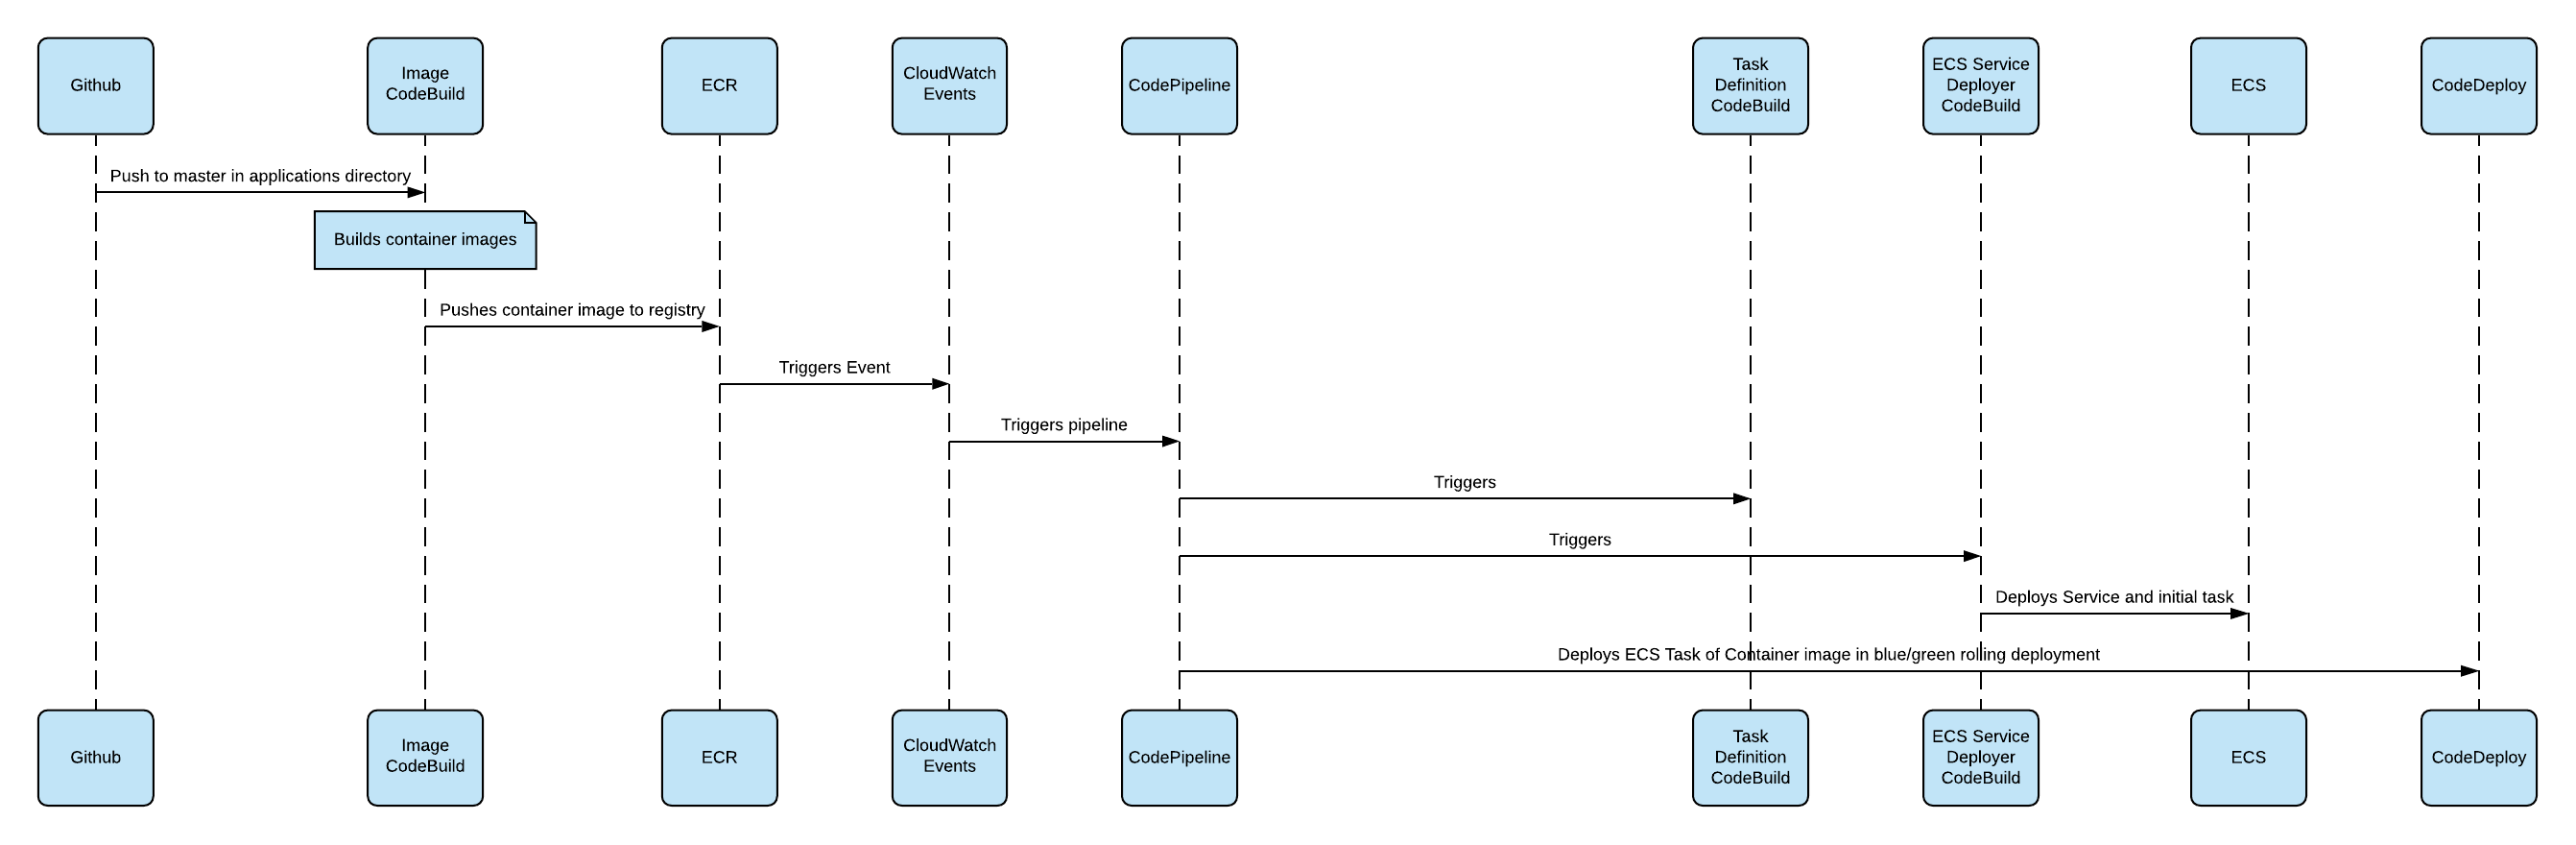 Github
Image
CodeBuild
ECR
CloudWatch
Events
CodePipeline
Task
Definition
CodeBuild
ECS Service
Deployer
CodeBuild
ECS
CodeDeploy
Push to master in applications directory
Builds container images
Pushes container image to registry
Triggers Event
Triggers pipeline
Triggers
Triggers
Deploys Service and initial task
Deploys ECS Task of Container image in blue/green rolling deployment
Github
Image
CodeBuild
ECR
CloudWatch
Events
CodePipeline
Task
Definition
CodeBuild
ECS Service
Deployer
CodeBuild
ECS
CodeDeploy